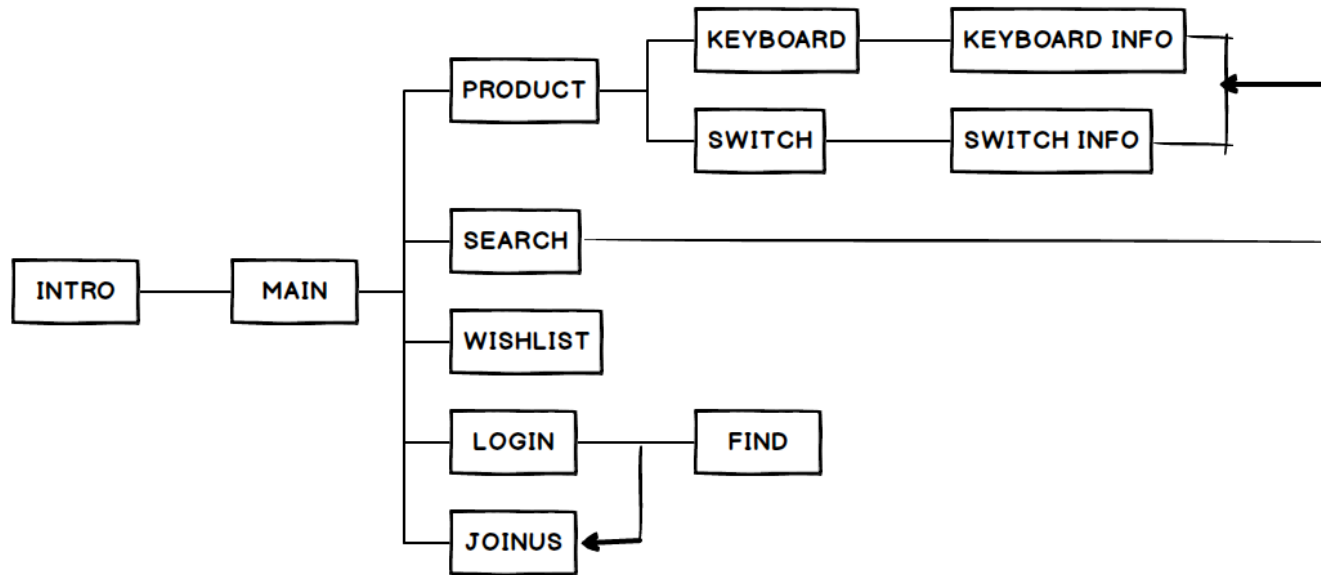 KEYBOARD
KEYBOARD INFO
PRODUCT
SWITCH
SWITCH INFO
SEARCH
INTRO
MAIN
WISHLIST
LOGIN
FIND
JOINUS